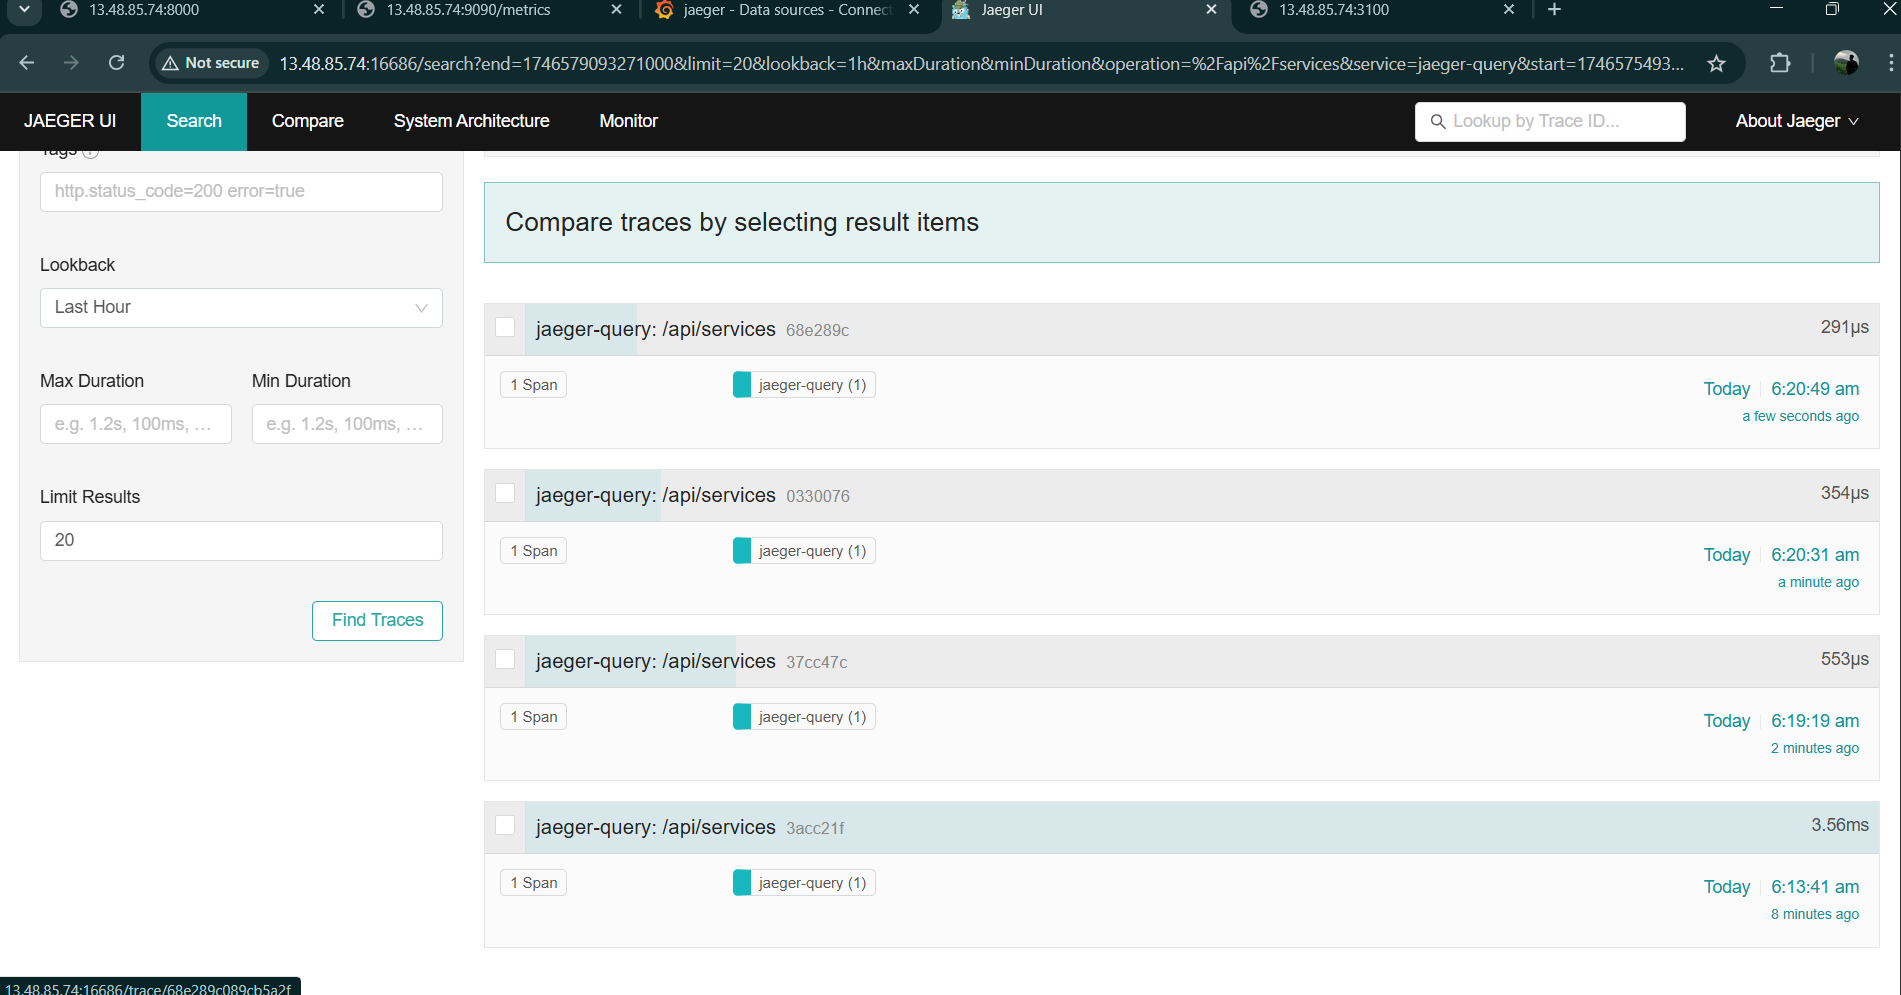 13.48.85.74:8000
13.48.85.74:9090/metrics
jaeger - Data sources - Connect
Jaeger UI
13.48.85.74:3100
Not secure
13.48.85.74:16686/search?end=1746579093271000&limit=20&lookback=1h&maxDuration&minDuration&operation=%2Fapi%2Fservices&service=jaeger-query&start=1746575493...
JAEGER UI
Search
Compare
System Architecture
Monitor
Lookup by Trace ID...
About Jaeger
Tags
http.status_code=200 error=true
Lookback
Last Hour
Max Duration
Min Duration
e.g. 1.2s, 100ms, ...
e.g. 1.2s, 100ms, ...
Limit Results
20
Find Traces
Compare traces by selecting result items
jaeger-query: /api/services 68e289c
291μs
1 Span
jaeger-query (1)
Today
6:20:49 am
a few seconds ago
jaeger-query: /api/services 0330076
354μs
1 Span
jaeger-query (1)
Today
6:20:31 am
a minute ago
jaeger-query: /api/services 37cc47c
553μs
1 Span
jaeger-query (1)
Today
6:19:19 am
2 minutes ago
jaeger-query: /api/services 3acc21f
3.56ms
1 Span
jaeger-query (1)
Today
6:13:41 am
8 minutes ago
13.48.85.74:16686/trace/68e289c089cb5a2f